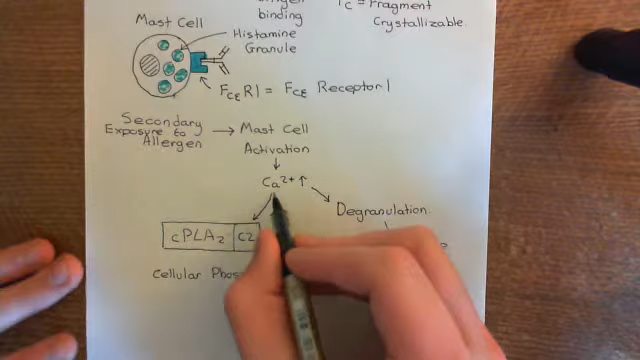 binding
Fc = Fragment
Crystallizable.
Mast Cell
Histamine
Granule
FcεRI = Fcε Receptor I
Secondary
Exposure to → Mast Cell
Allergen
Activation
Ca2+ ↑
Degranulation
cPLA2 C2
Cellular